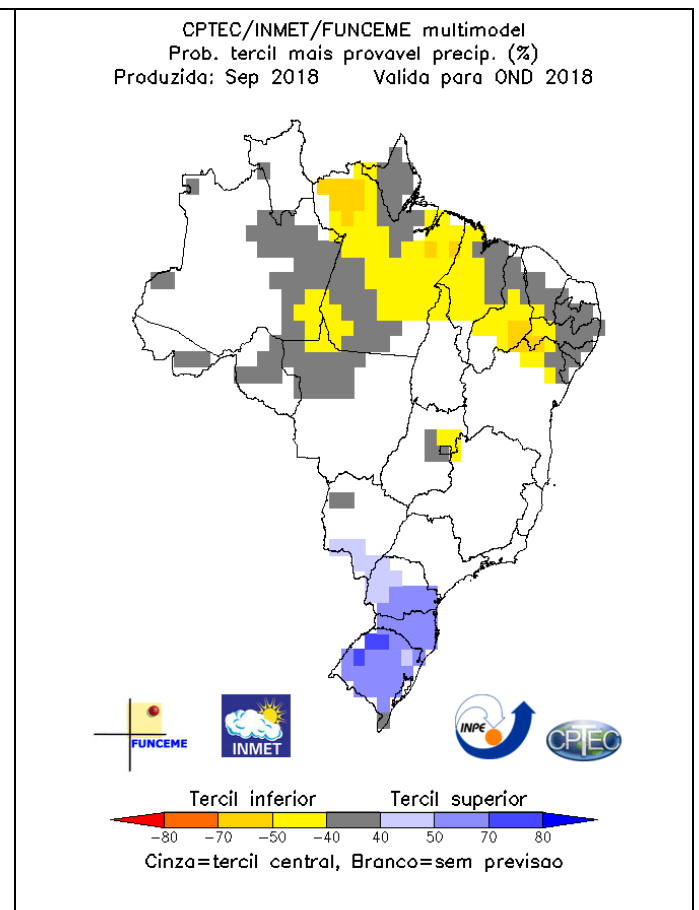 CPTEC/INMET/FUNCEME multimodel
Prob. tercil mais provavel precip. (%)
Produzida: Sep 2018 Valida para OND 2018
FUNCEME
INMET
INPE
CPTEC
Tercil inferior Tercil superior
-80 -70 -50 -40 40 50 70 80
Cinza=tercil central, Branco=sem previsao